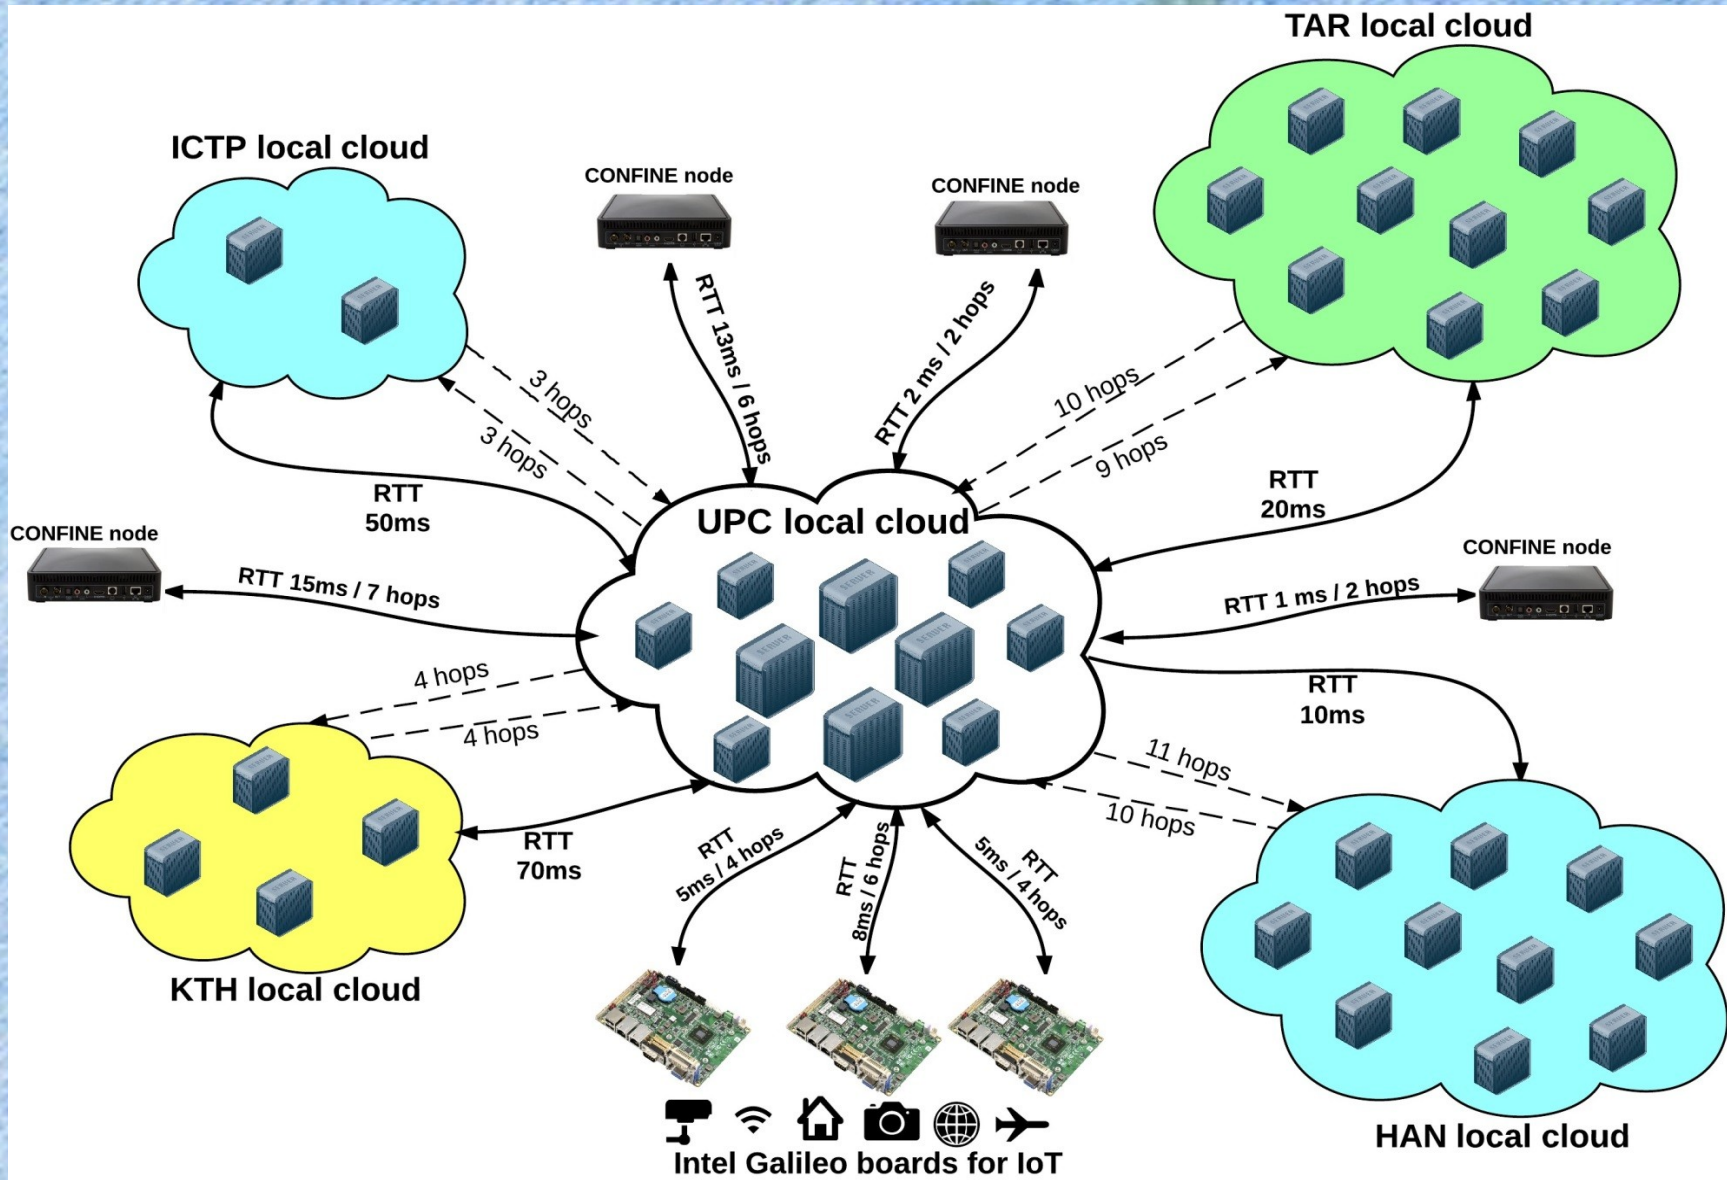 TAR local cloud
ICTP local cloud
CONFINE node
CONFINE node
RTT 13ms / 6 hops
RTT 2 ms / 2 hops
3 hops
3 hops
10 hops
9 hops
RTT
50ms
RTT
20ms
UPC local cloud
CONFINE node
CONFINE node
RTT 15ms / 7 hops
RTT 1 ms / 2 hops
4 hops
4 hops
RTT
10ms
11 hops
10 hops
RTT
70ms
RTT
5ms / 4 hops
RTT
8ms / 6 hops
RTT
5ms / 4 hops
KTH local cloud
HAN local cloud
Intel Galileo boards for IoT